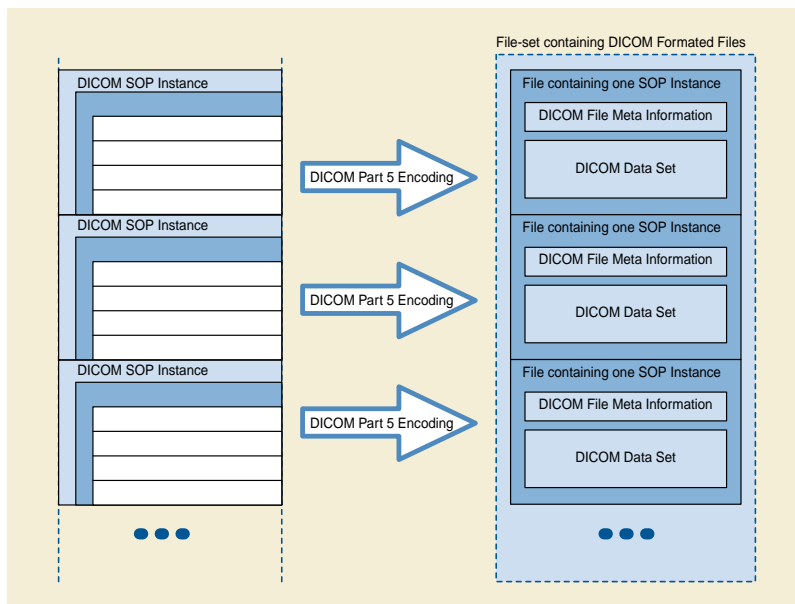 File-set containing DICOM Formated Files
DICOM SOP Instance
DICOM Part 5 Encoding
File containing one SOP Instance
DICOM File Meta Information
DICOM Data Set
DICOM SOP Instance
DICOM Part 5 Encoding
File containing one SOP Instance
DICOM File Meta Information
DICOM Data Set
DICOM SOP Instance
DICOM Part 5 Encoding
File containing one SOP Instance
DICOM File Meta Information
DICOM Data Set